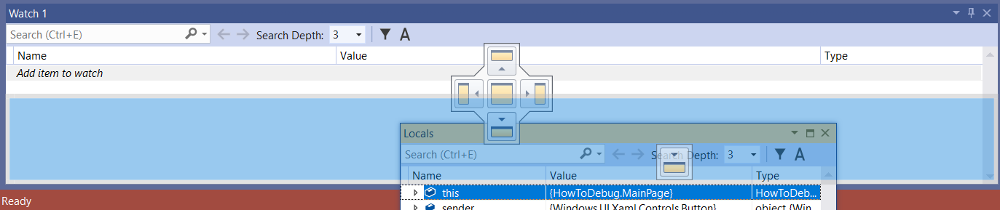 Watch 1
Search (Ctrl+E) Search Depth: 3 A
Name Value Type
Add item to watch
Locals
Search (Ctrl+E) Search Depth: 3 A
Name Value Type
this {HowToDebug.MainPage} HowToDeb...
Ready
sender {Windows.UI.Xaml.Controls.Button} object {Win...